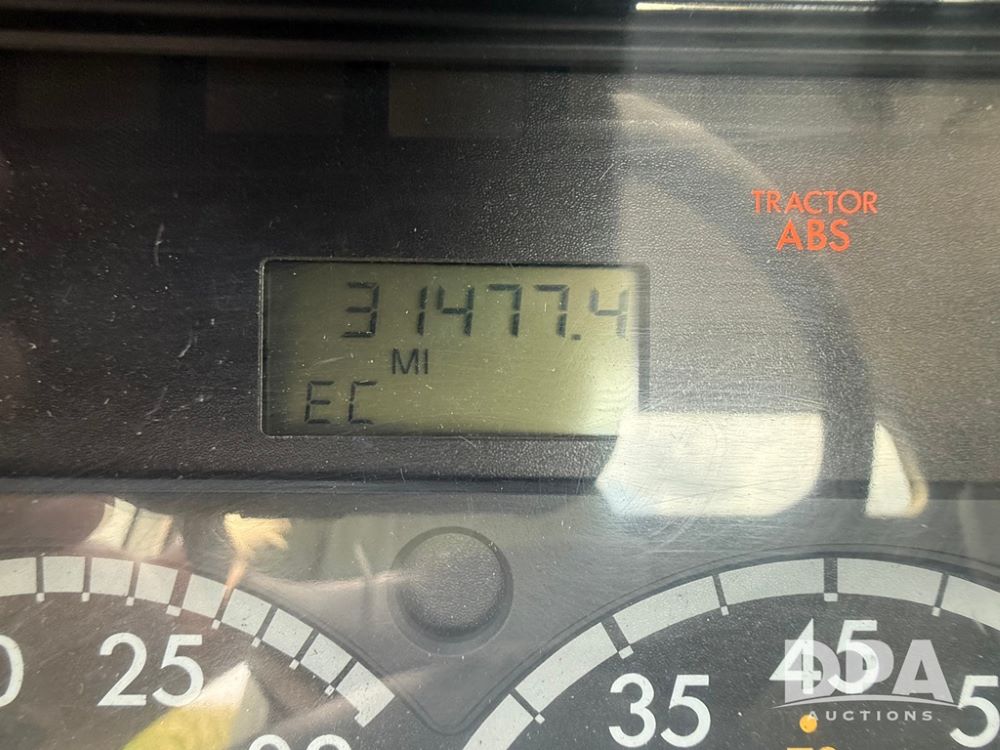 TRACTOR
ABS
31477.4
MI
EC
25
35
45
DPA
AUCTIONS